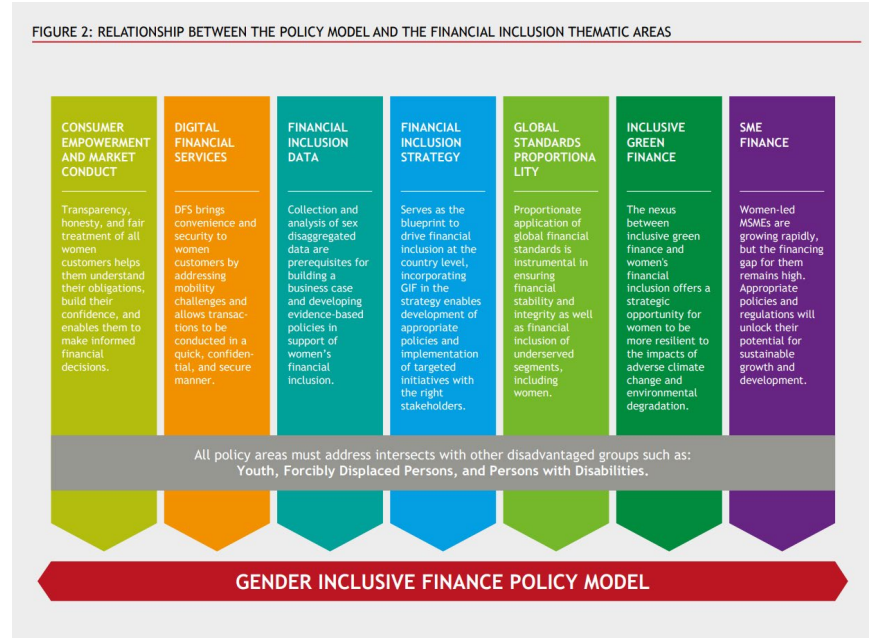 FIGURE 2: RELATIONSHIP BETWEEN THE POLICY MODEL AND THE FINANCIAL INCLUSION THEMATIC AREAS
CONSUMER
EMPOWERMENT
AND MARKET
CONDUCT
Transparency,
honesty, and fair
treatment of all
women
customers helps
them understand
their obligations,
build their
confidence, and
enables them to
make informed
financial
decisions.
DIGITAL
FINANCIAL
SERVICES
DFS brings
convenience and
security to
women
customers by
addressing
mobility
challenges and
allows transac-
tions to be
conducted in a
quick, confiden-
tial, and secure
manner.
FINANCIAL
INCLUSION
DATA
Collection and
analysis of sex
disaggregated
data are
prerequisites for
building a
business case
and developing
evidence-based
policies in
support of
women's
financial
inclusion.
FINANCIAL
INCLUSION
STRATEGY
Serves as the
blueprint to
drive financial
inclusion at the
country level,
incorporating
GIF in the
strategy enables
development of
appropriate
policies and
implementation
of targeted
initiatives with
the right
stakeholders.
GLOBAL
STANDARDS
PROPORTIONA
LITY
Proportionate
application of
global financial
standards is
instrumental in
ensuring
financial
stability and
integrity as well
as financial
inclusion of
underserved
segments,
including
women.
INCLUSIVE
GREEN
FINANCE
The nexus
between
inclusive green
finance and
women's
financial
inclusion offers a
strategic
opportunity for
women to be
more resilient to
the impacts of
adverse climate
change and
environmental
degradation.
SME
FINANCE
Women-led
MSMEs are
growing rapidly,
but the financing
gap for them
remains high.
Appropriate
policies and
regulations will
unlock their
potential for
sustainable
growth and
development.
All policy areas must address intersects with other disadvantaged groups such as:
Youth, Forcibly Displaced Persons, and Persons with Disabilities.
GENDER INCLUSIVE FINANCE POLICY MODEL